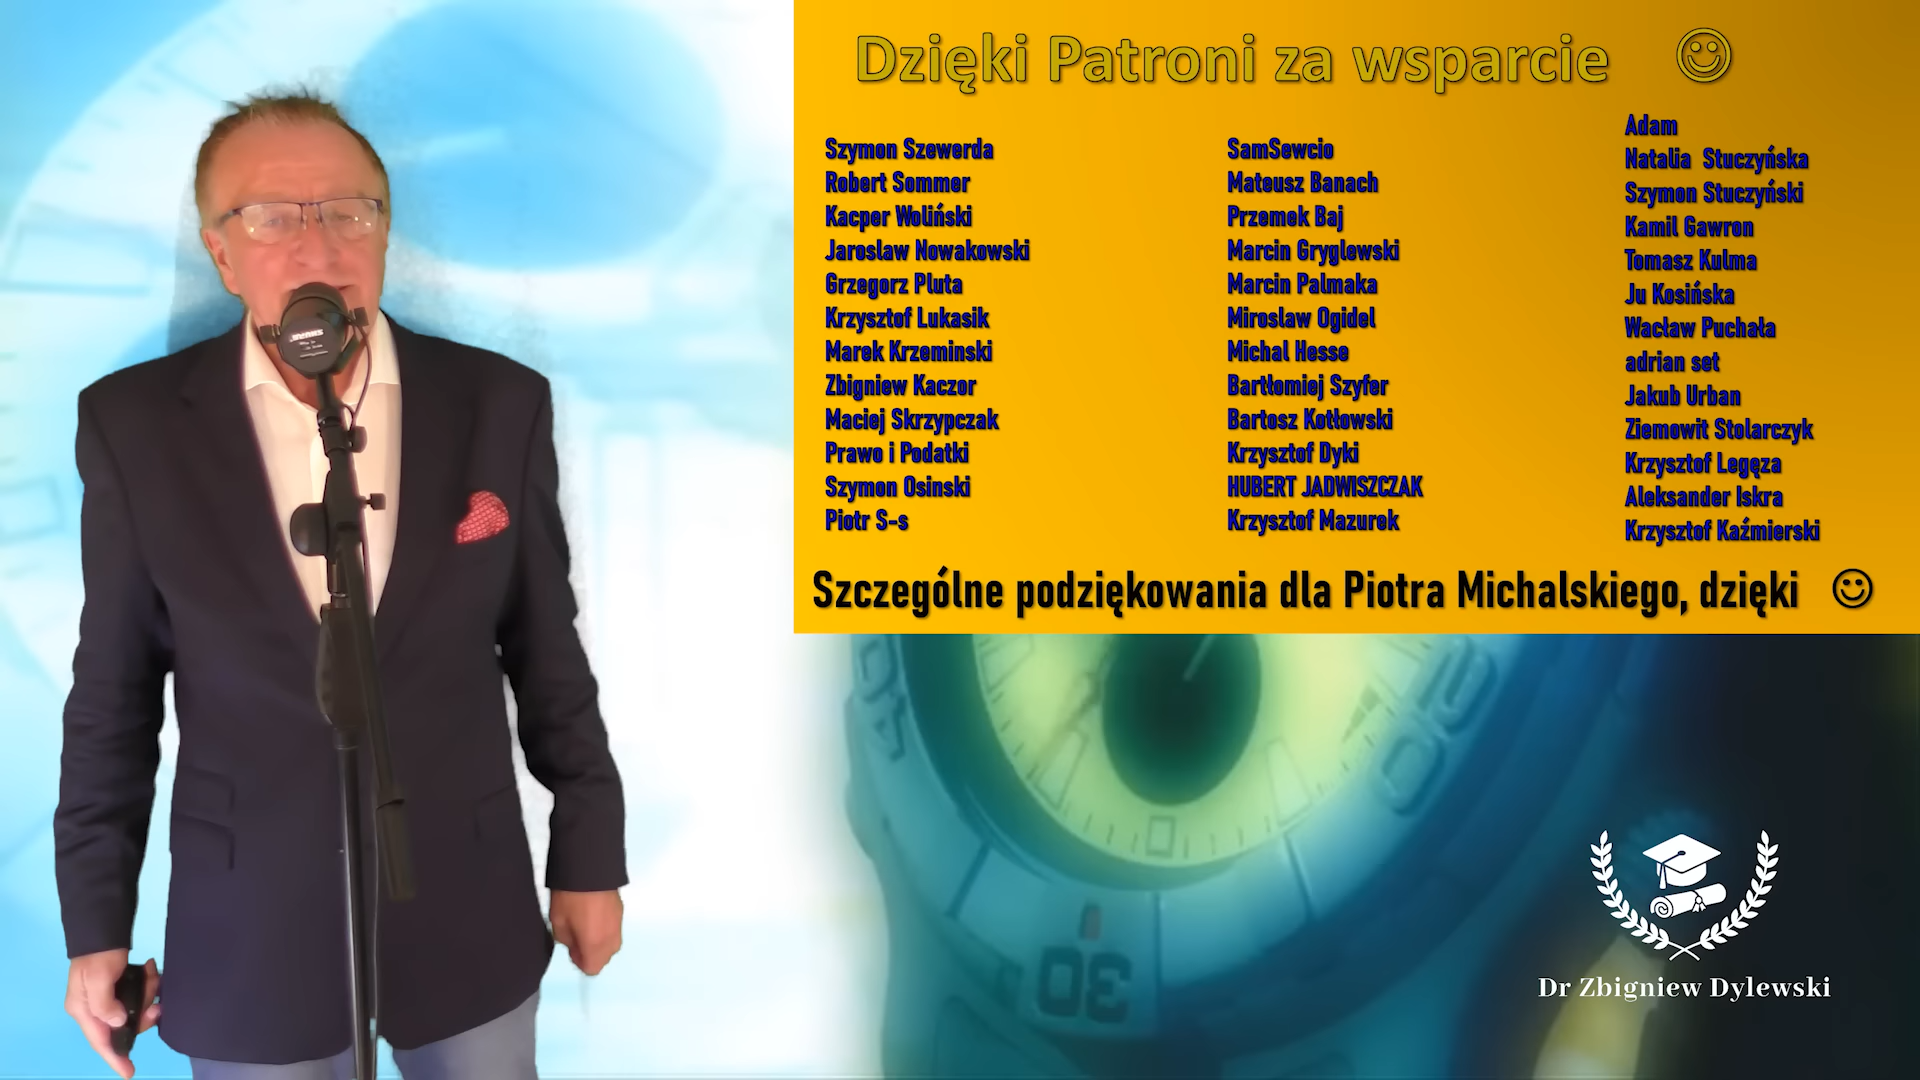 Dzięki Patroni za wsparcie
Szymon Szewerda
Robert Sommer
Kacper Woliński
Jaroslaw Nowakowski
Grzegorz Pluta
Krzysztof Lukasik
Marek Krzeminski
Zbigniew Kaczor
Maciej Skrzypczak
Prawo i Podatki
Szymon Osinski
Piotr S-s
SamSewcio
Mateusz Banach
Przemek Baj
Marcin Gryglewski
Marcin Palmaka
Miroslaw Ogidel
Michal Hesse
Bartłomiej Szyfer
Bartosz Kotłowski
Krzysztof Dyki
HUBERT JADWISZCZAK
Krzysztof Mazurek
Adam
Natalia Stuczyńska
Szymon Stuczyński
Kamil Gawron
Tomasz Kulma
Ju Kosińska
Wacław Puchała
adrian set
Jakub Urban
Ziemowit Stolarczyk
Krzysztof Legęza
Aleksander Iskra
Krzysztof Kaźmierski
Szczególne podziękowania dla Piotra Michalskiego, dzięki
30
Dr Zbigniew Dylewski